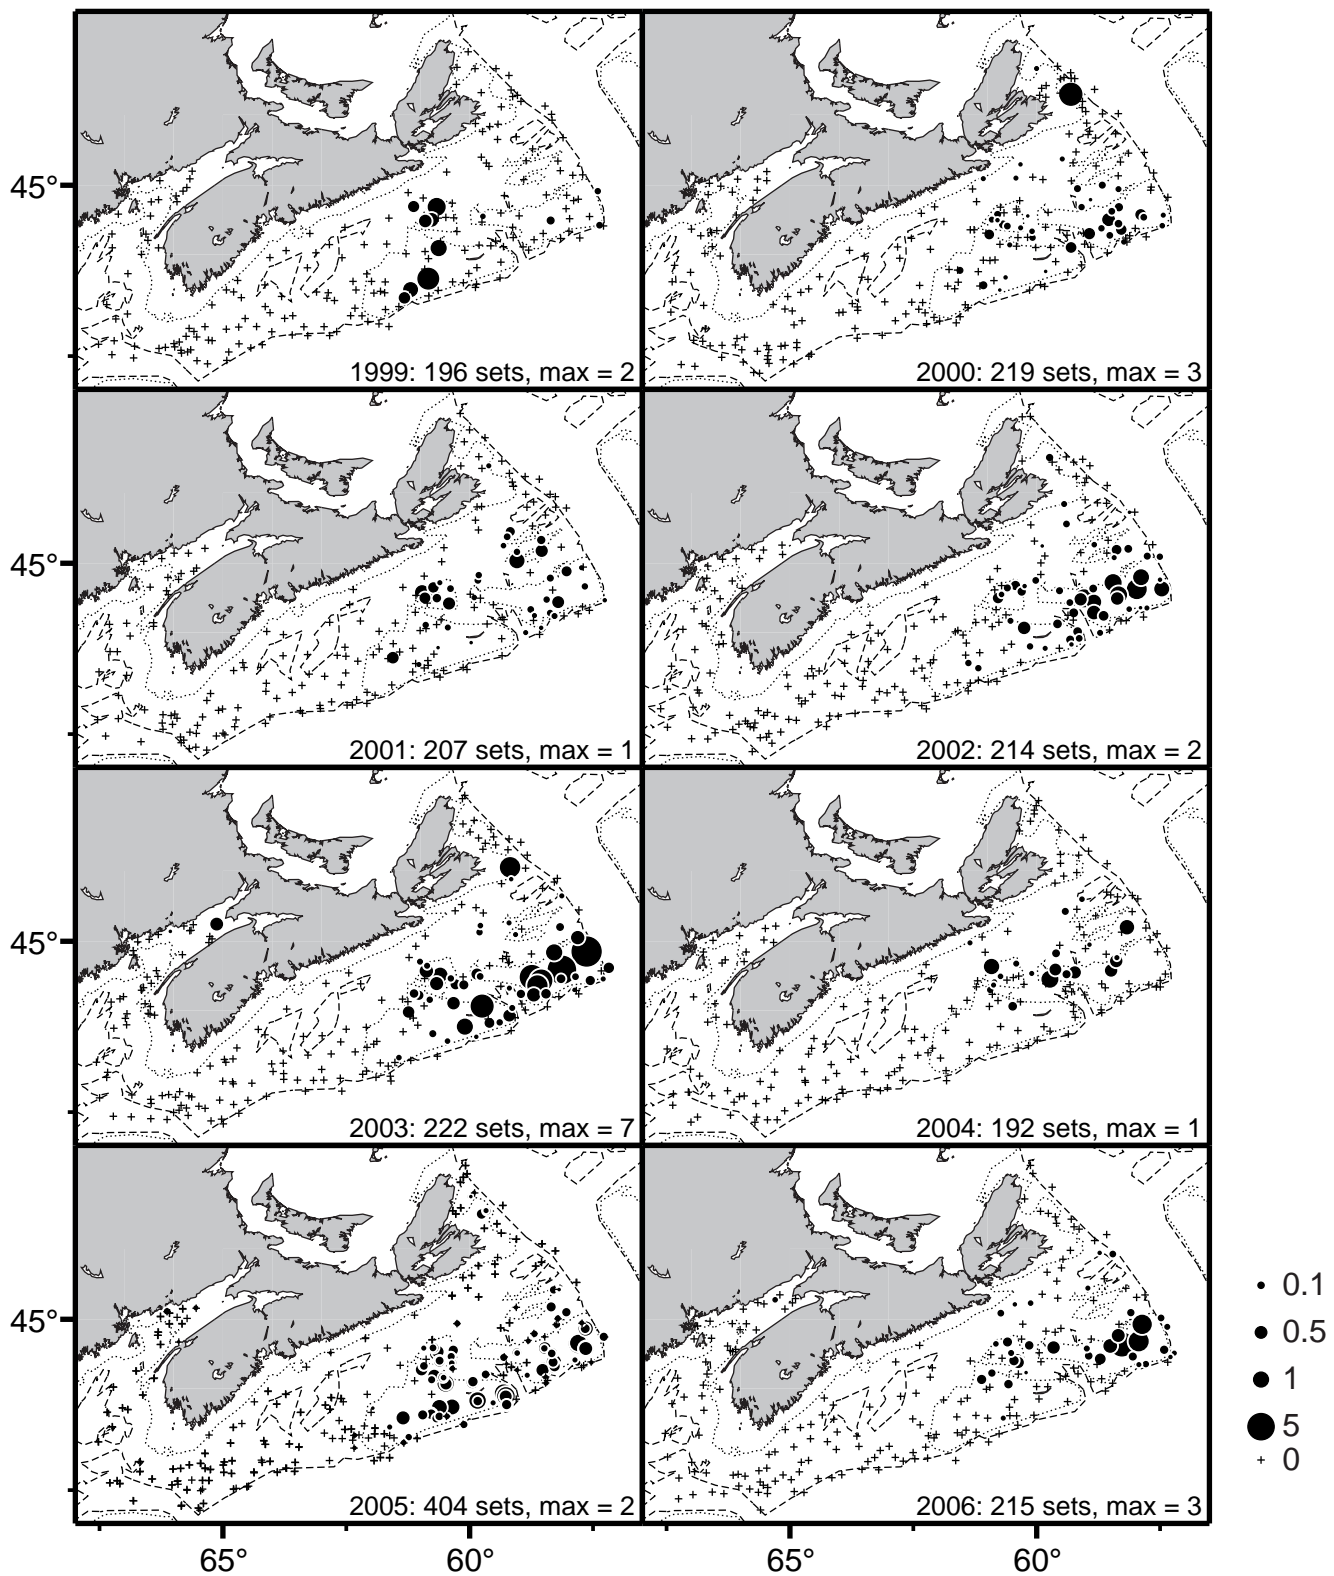 45°
1999: 196 sets, max = 2
2000: 219 sets, max = 3
45°
2001: 207 sets, max = 1
2002: 214 sets, max = 2
45°
2003: 222 sets, max = 7
2004: 192 sets, max = 1
45°
2005: 404 sets, max = 2
2006: 215 sets, max = 3
0.1
0.5
1
5
0
65°
60°
65°
60°